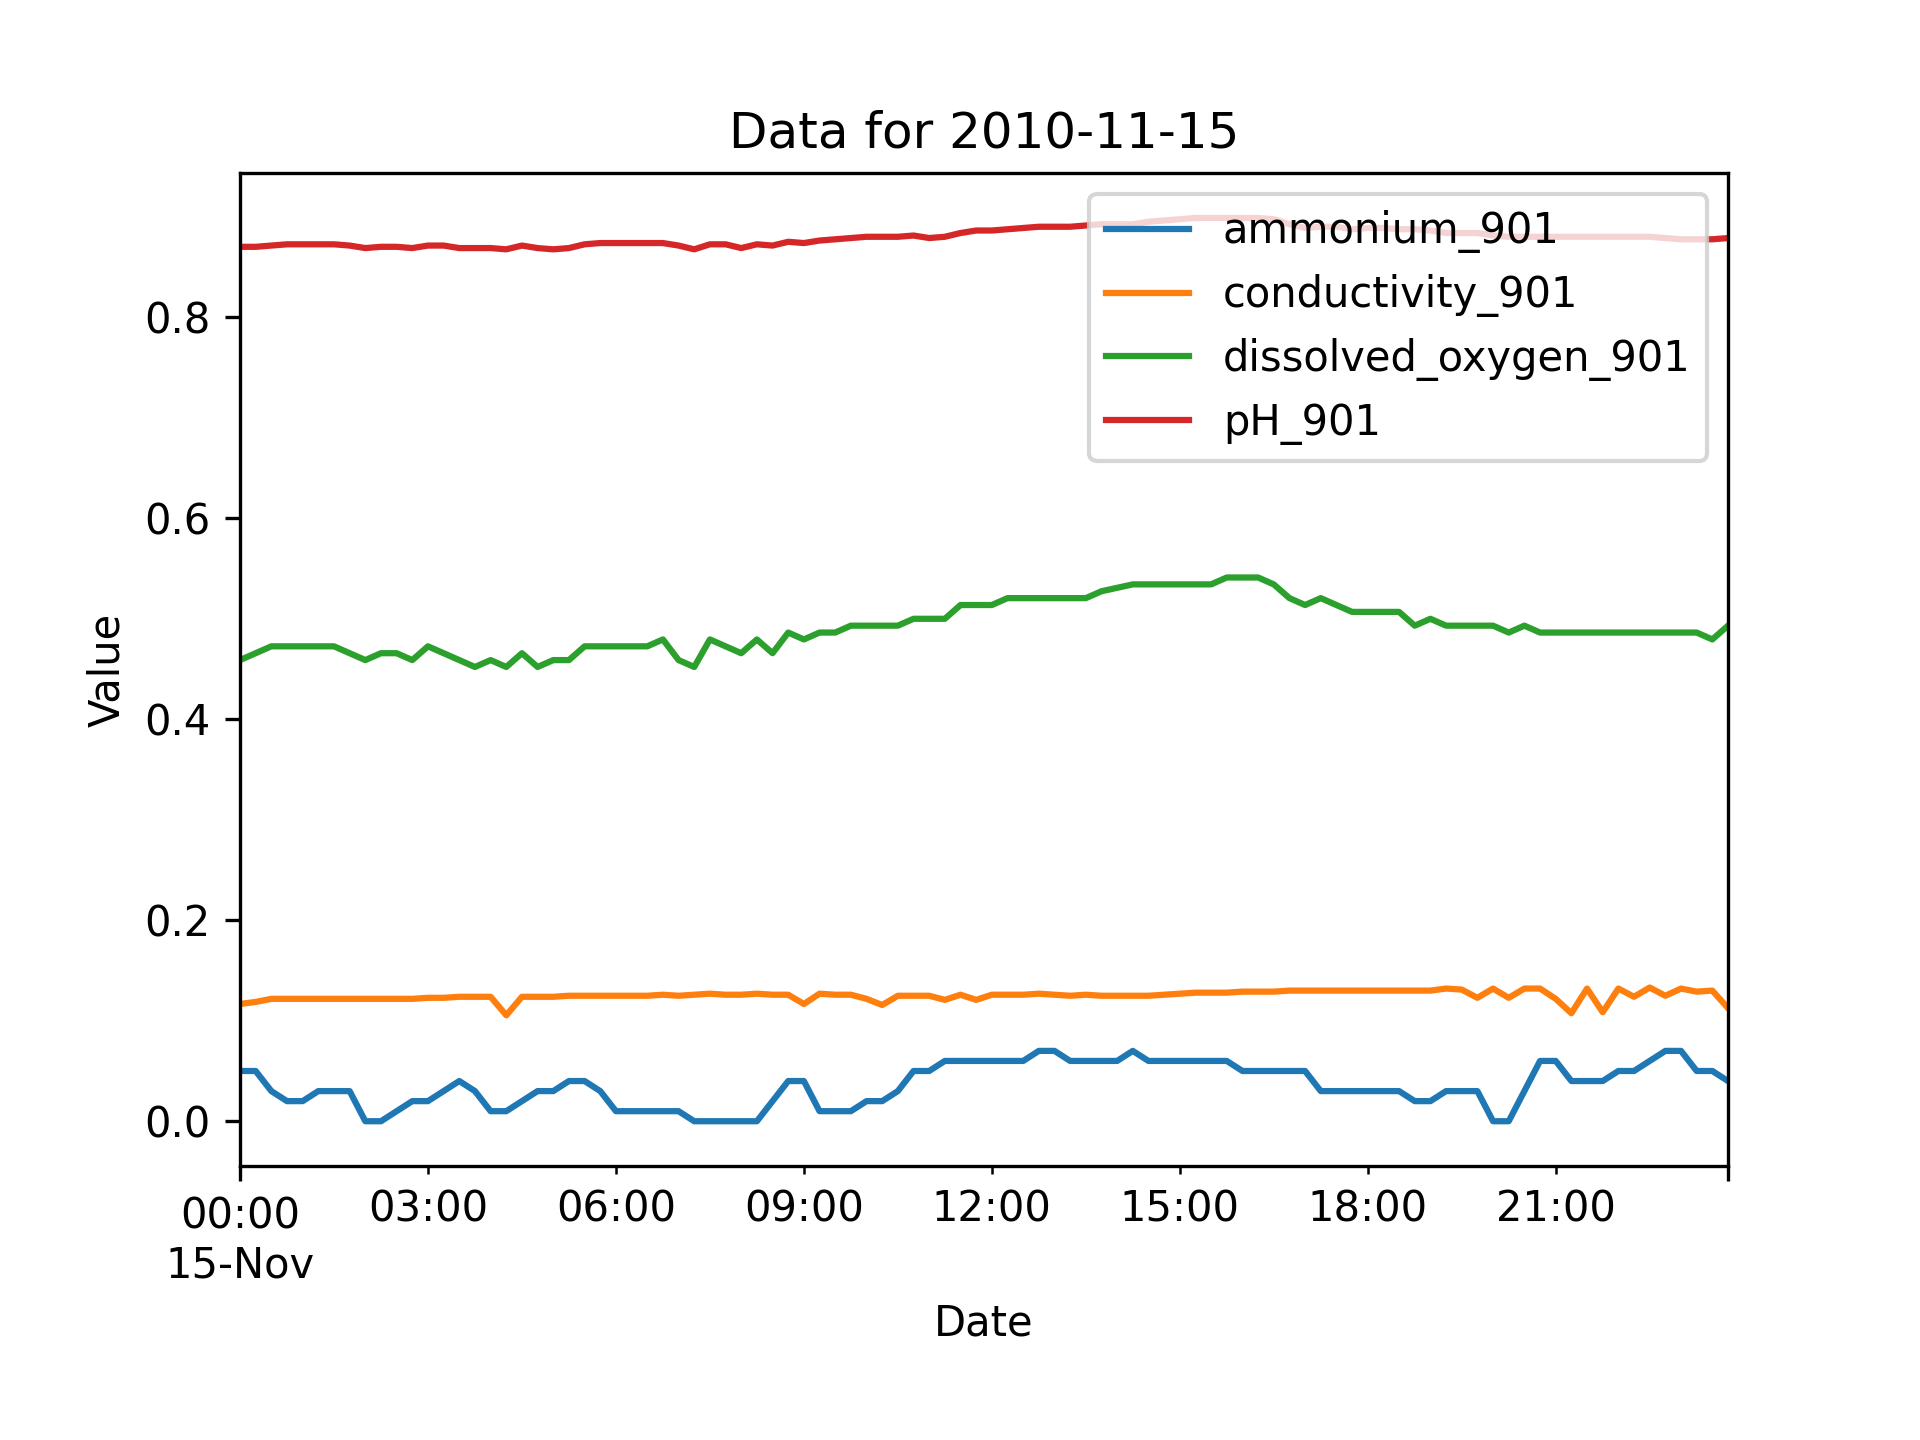 Data for 2010-11-15
ammonium_901
conductivity_901
dissolved_oxygen_901
pH_901
Value
0.8
0.6
0.4
0.2
0.0
00:00 03:00 06:00 09:00 12:00 15:00 18:00 21:00
15-Nov
Date